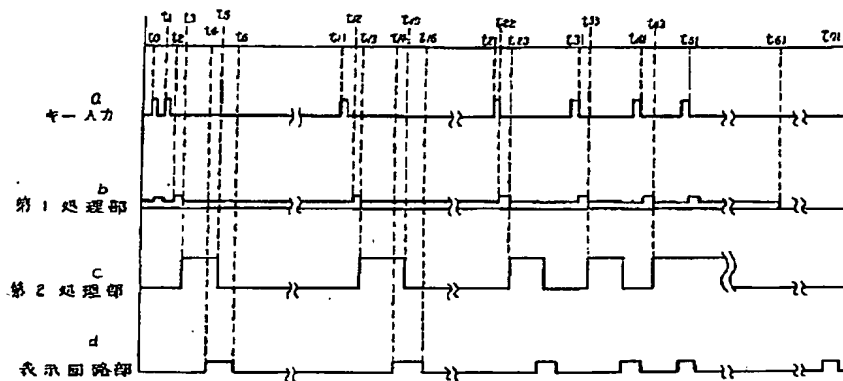 t0 t1 t2 t3 t4 t5 t6 t11 t12 t13 t14 t15 t16 t21 t22 t23 t31 t33 t41 t43 t51 t61 t71
a
キー入力
b
第1処理部
c
第2処理部
d
表示回路部